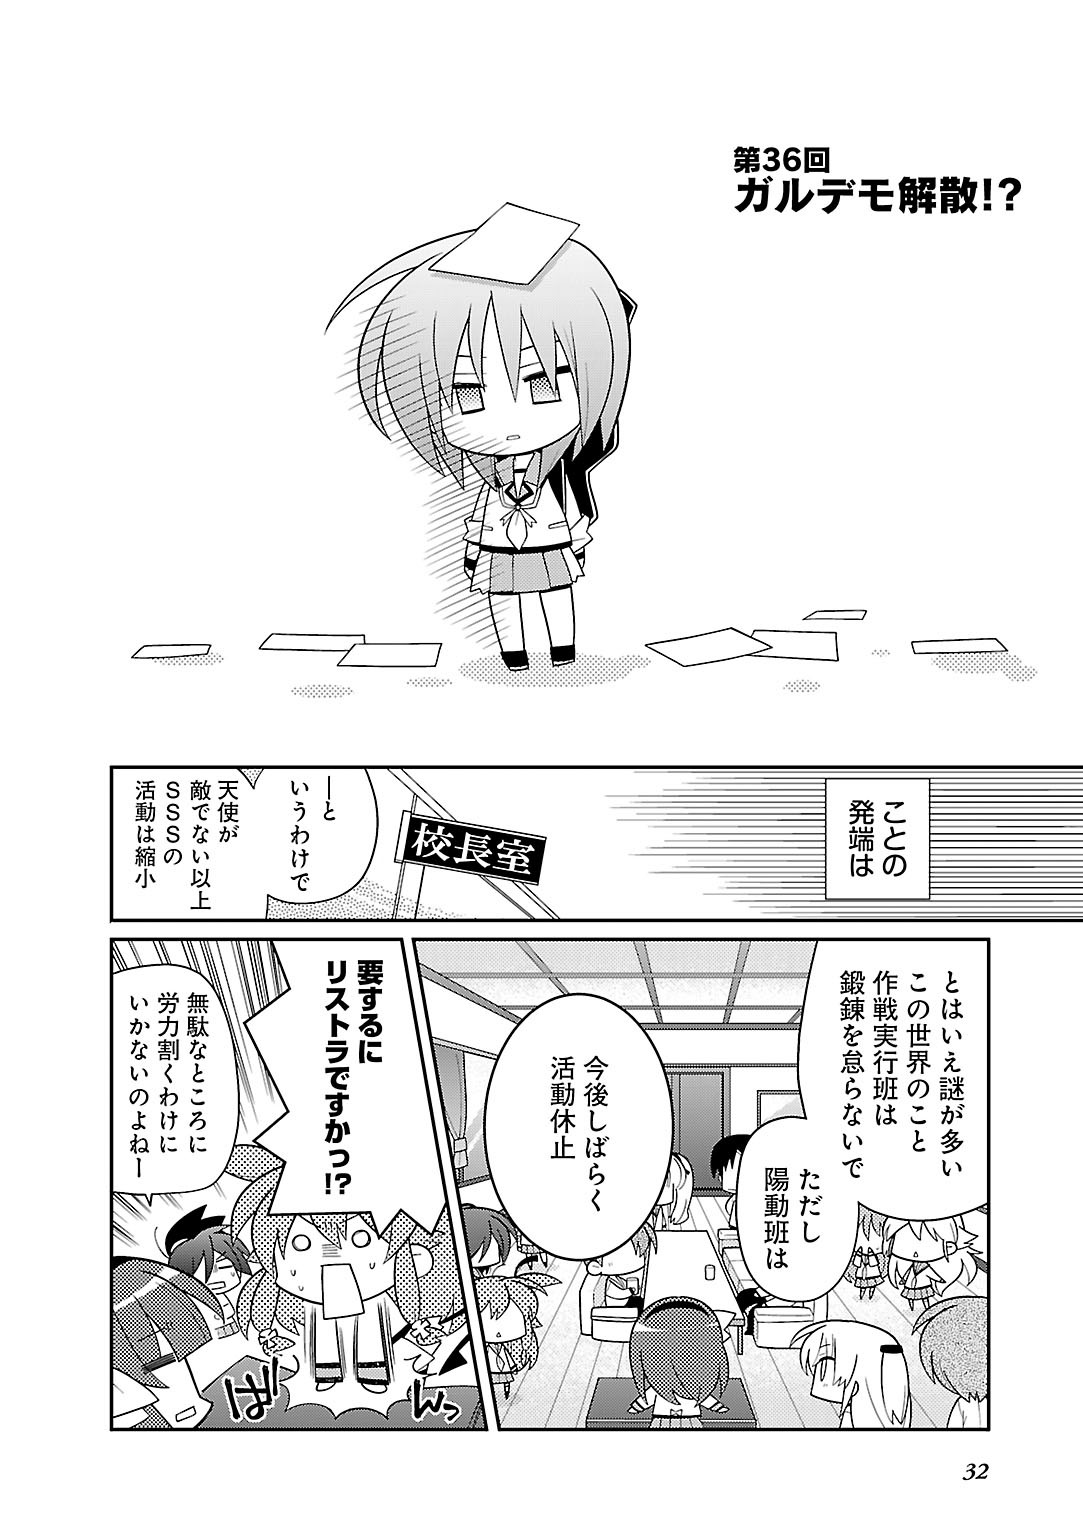 第36回
ガルデモ解散!?
ことの
発端は
校長室
ーと
いうわけで
天使が
敵でない以上
SSSの
活動は縮小
とはいえ謎が多い
この世界のこと
作戦実行班は
鍛錬を怠らないで
ただし
陽動班は
今後しばらく
活動休止
要するに
リストラですかっ!?
無駄なところに
労力割くわけに
いかないのよねー
ばんっ
32